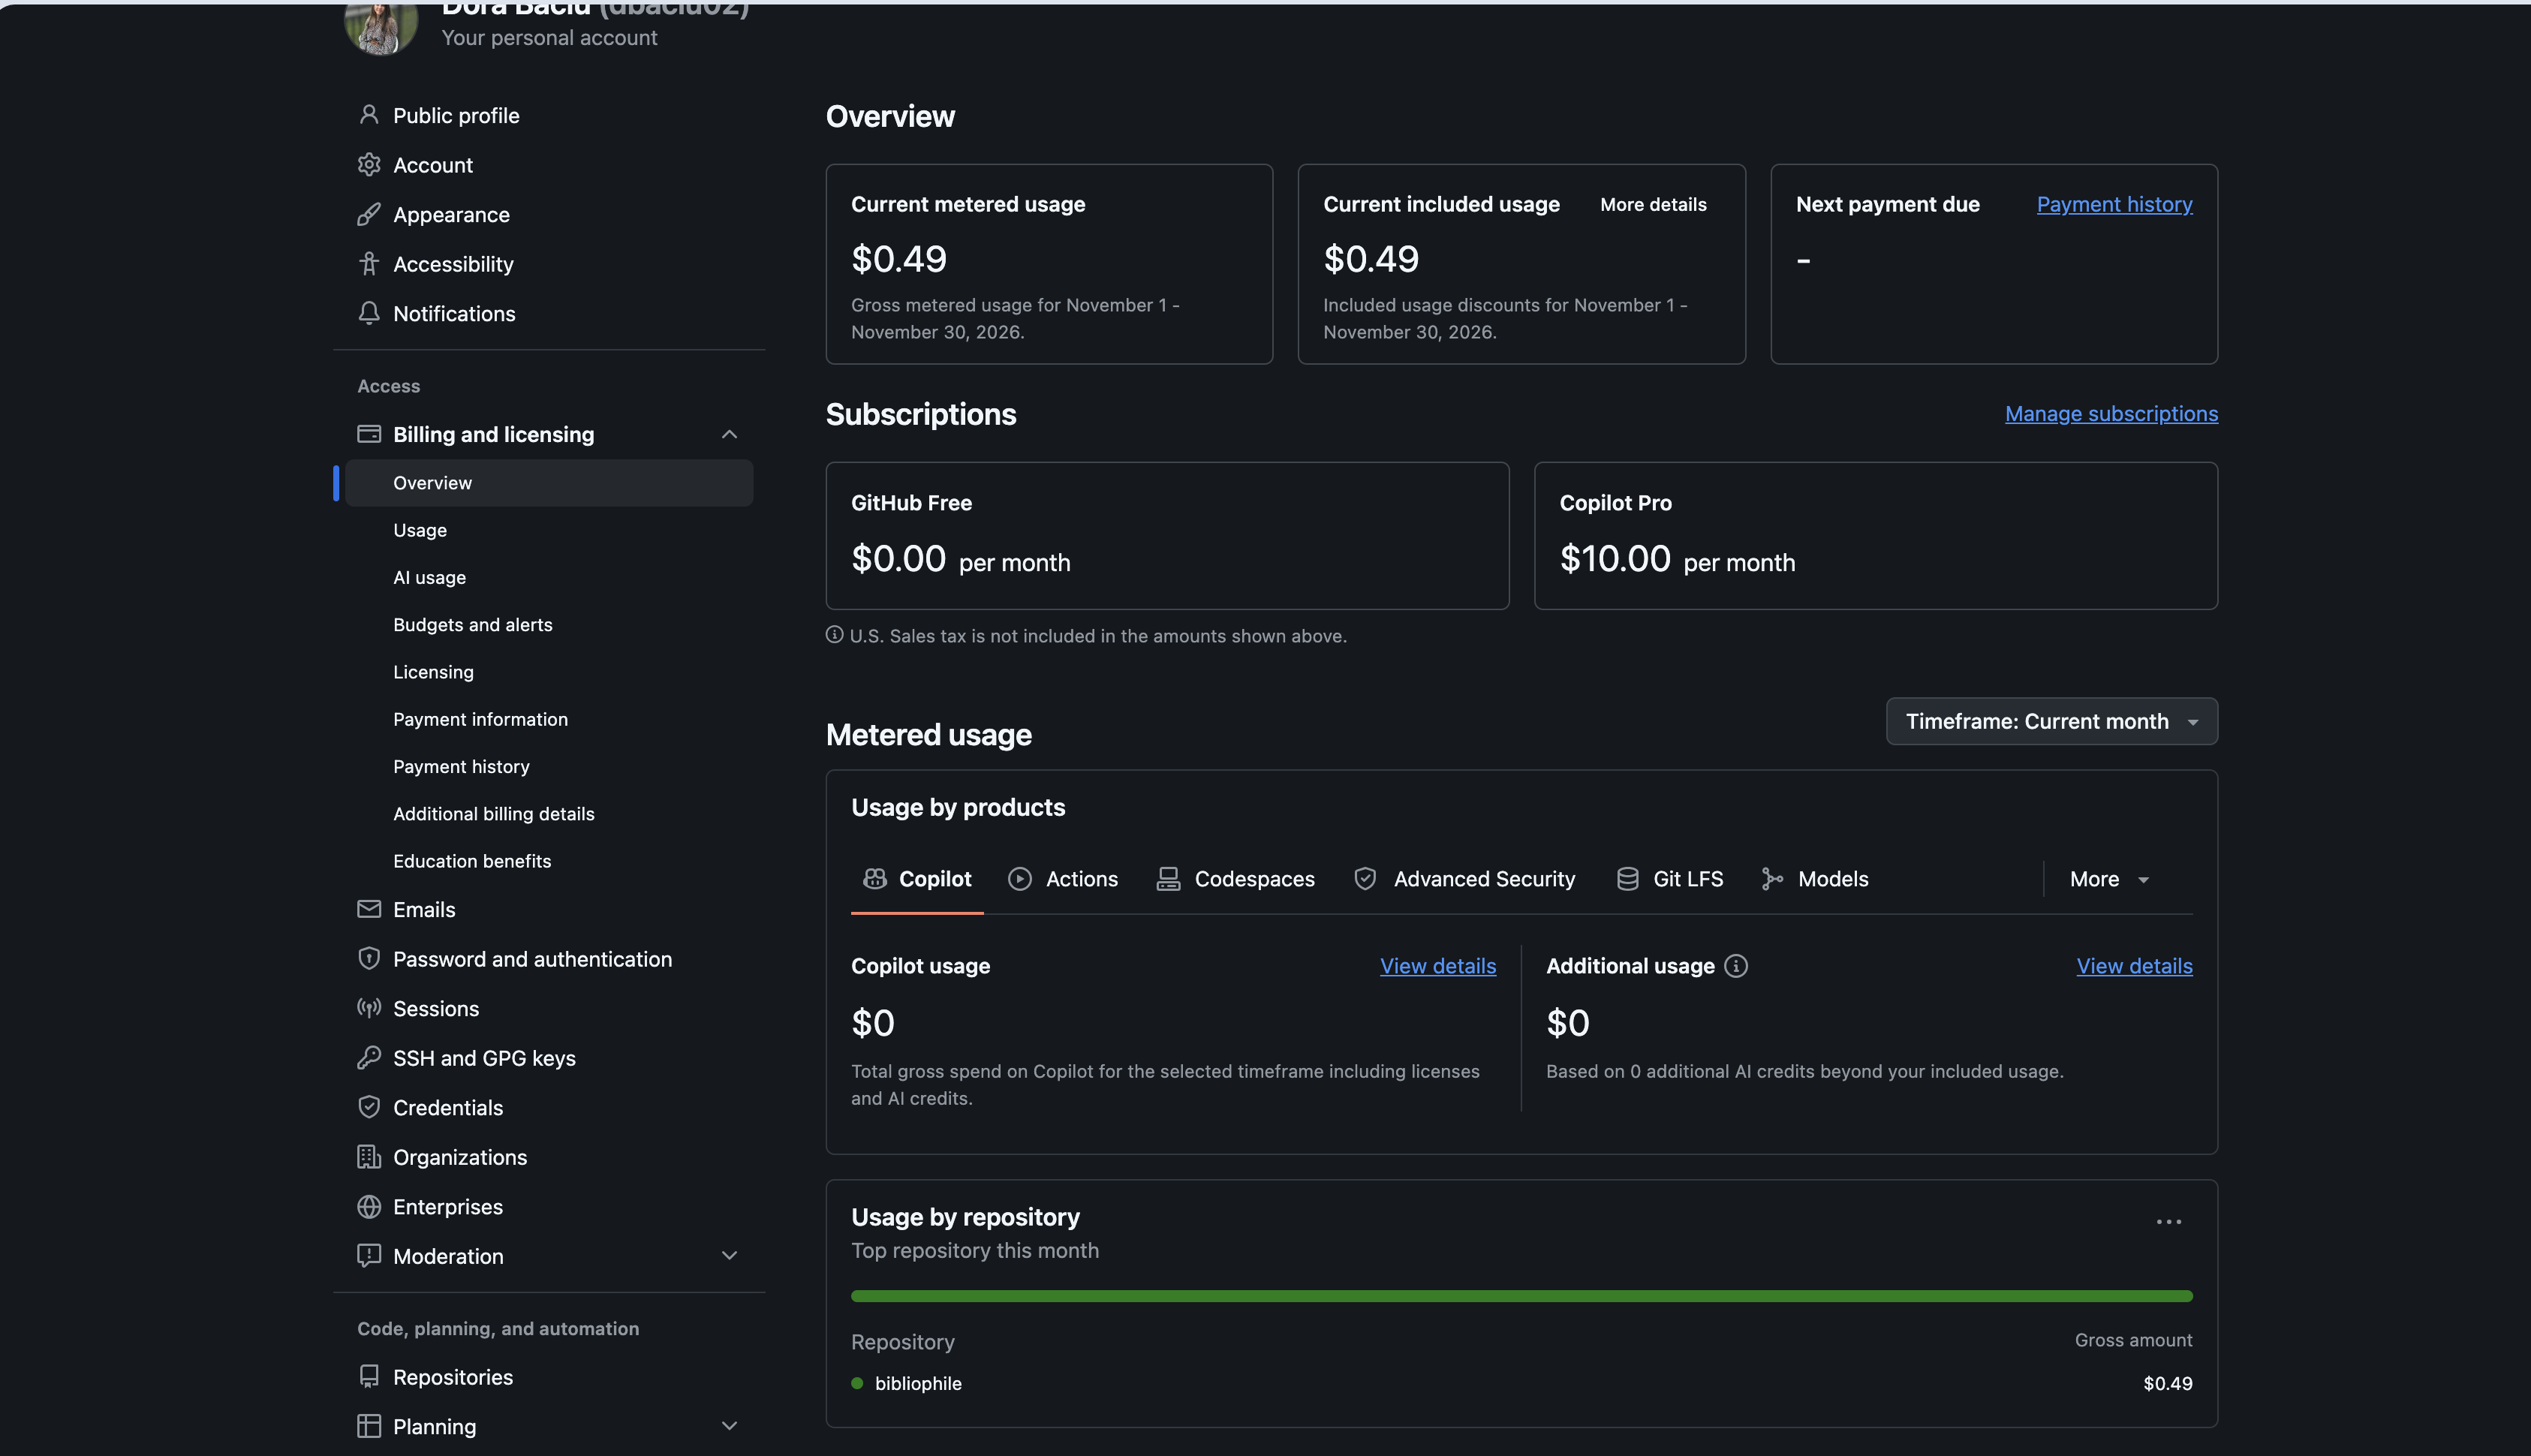 Dora Baciu (dbaciu02)
Your personal account
Public profile
Account
Appearance
Accessibility
Notifications
Access
Billing and licensing
Overview
Usage
AI usage
Budgets and alerts
Licensing
Payment information
Payment history
Additional billing details
Education benefits
Emails
Password and authentication
Sessions
SSH and GPG keys
Credentials
Organizations
Enterprises
Moderation
Code, planning, and automation
Repositories
Planning
Overview
Current metered usage
$0.49
Gross metered usage for November 1 -
November 30, 2026.
Current included usage More details
$0.49
Included usage discounts for November 1 -
November 30, 2026.
Next payment due Payment history
-
Subscriptions Manage subscriptions
GitHub Free
$0.00 per month
Copilot Pro
$10.00 per month
U.S. Sales tax is not included in the amounts shown above.
Metered usage Timeframe: Current month
Usage by products
Copilot Actions Codespaces Advanced Security Git LFS Models More
Copilot usage View details
$0
Total gross spend on Copilot for the selected timeframe including licenses
and AI credits.
Additional usage View details
$0
Based on 0 additional AI credits beyond your included usage.
Usage by repository
Top repository this month
Repository Gross amount
bibliophile $0.49